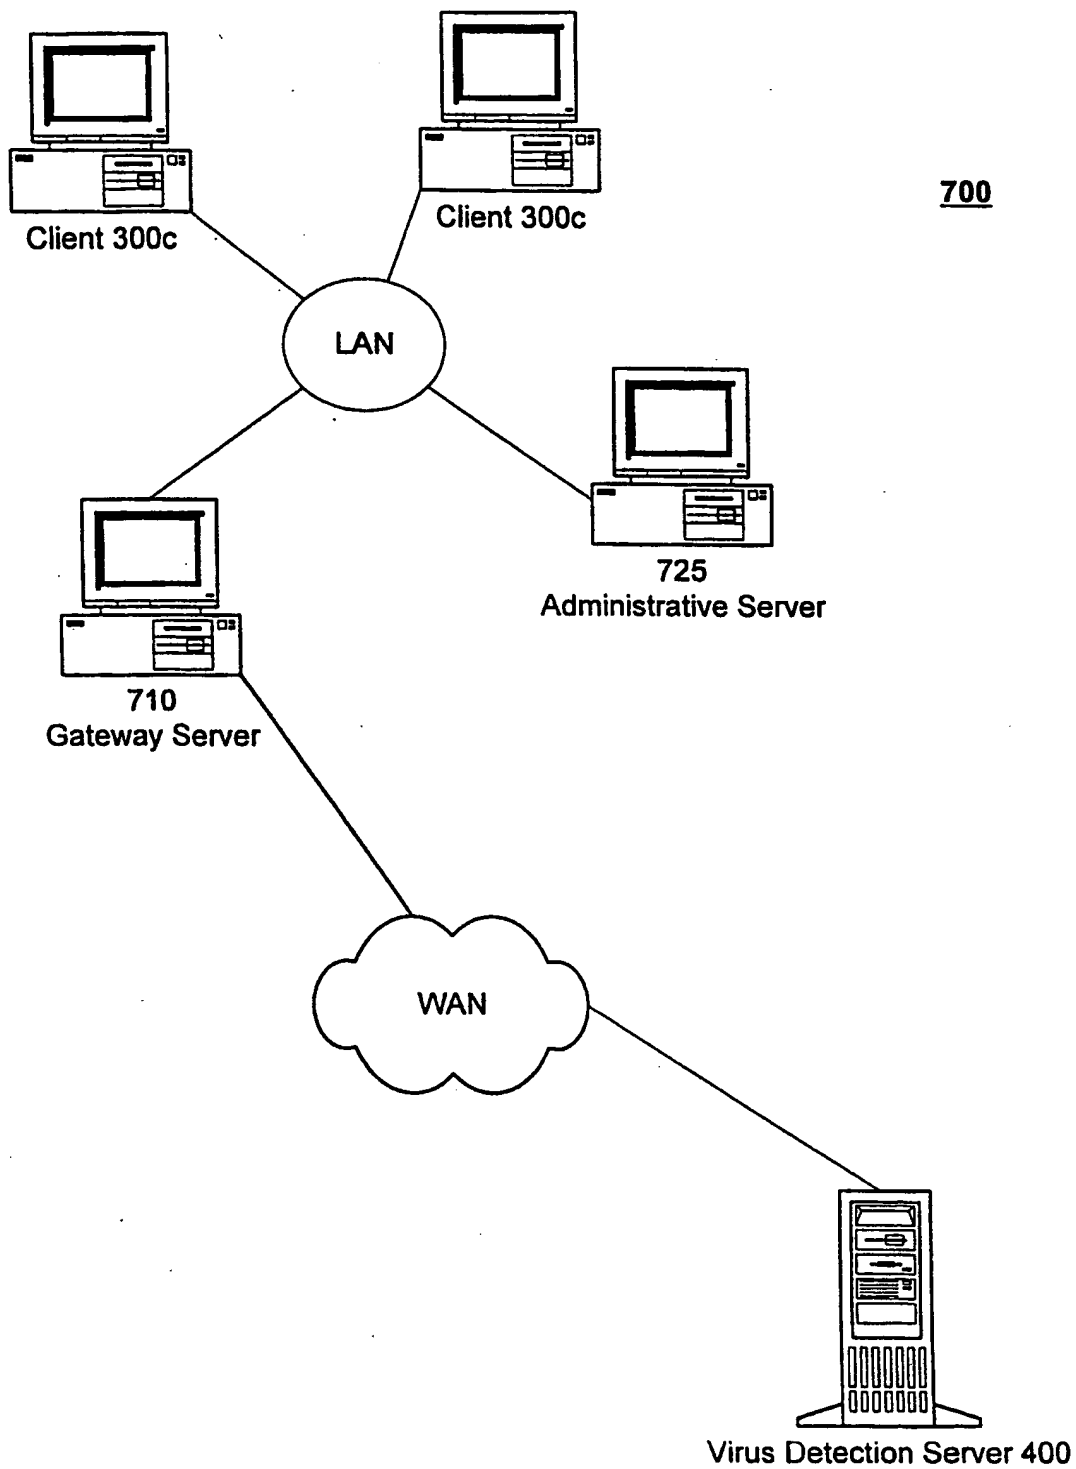 700
Client 300c
Client 300c
LAN
725
Administrative Server
710
Gateway Server
WAN
Virus Detection Server 400